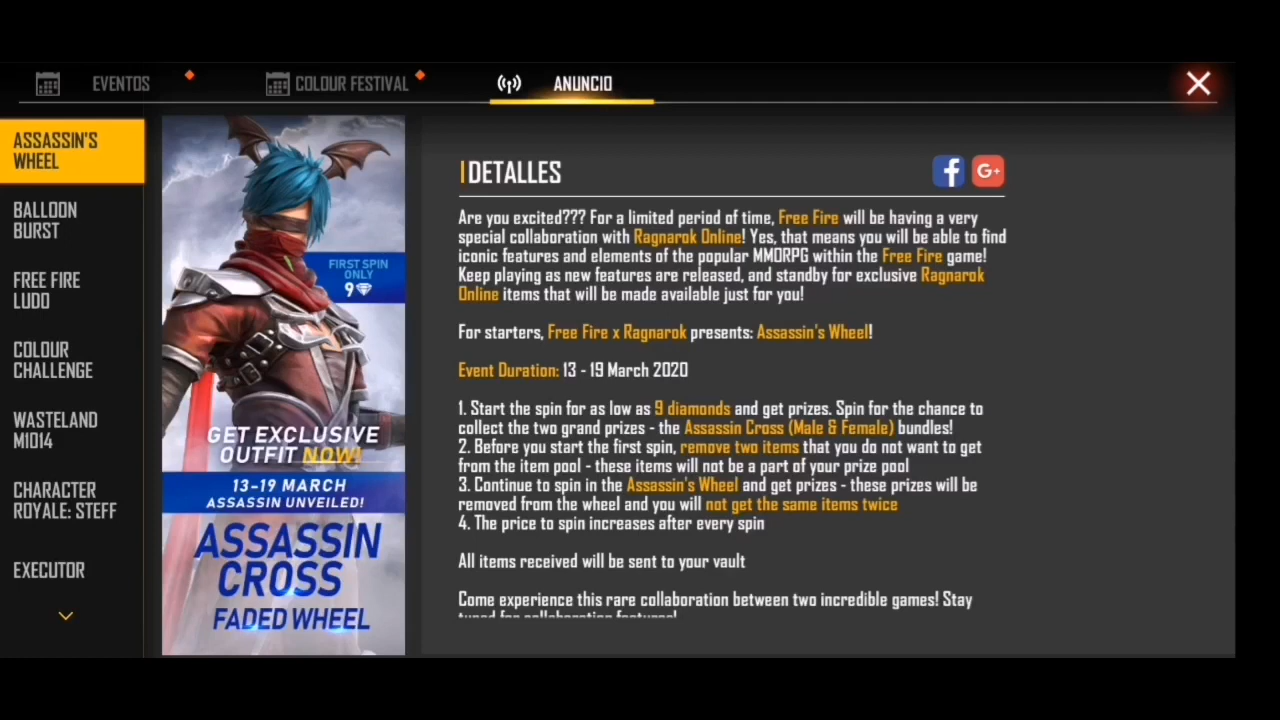 EVENTOS
COLOUR FESTIVAL
ANUNCIO
ASSASSIN'S
WHEEL
BALLOON
BURST
FREE FIRE
LUDO
COLOUR
CHALLENGE
WASTELAND
M1014
CHARACTER
ROYALE: STEFF
EXECUTOR
FIRST SPIN
ONLY
9
GET EXCLUSIVE
OUTFIT NOW!
13-19 MARCH
ASSASSIN UNVEILED!
ASSASSIN
CROSS
FADED WHEEL
DETALLES
f
G+
Are you excited??? For a limited period of time, Free Fire will be having a very
special collaboration with Ragnarok Online! Yes, that means you will be able to find
iconic features and elements of the popular MMORPG within the Free Fire game!
Keep playing as new features are released, and standby for exclusive Ragnarok
Online items that will be made available just for you!
For starters, Free Fire x Ragnarok presents: Assassin's Wheel!
Event Duration: 13 - 19 March 2020
1. Start the spin for as low as 9 diamonds and get prizes. Spin for the chance to
collect the two grand prizes - the Assassin Cross (Male & Female) bundles!
2. Before you start the first spin, remove two items that you do not want to get
from the item pool - these items will not be a part of your prize pool
3. Continue to spin in the Assassin's Wheel and get prizes - these prizes will be
removed from the wheel and you will not get the same items twice
4. The price to spin increases after every spin
All items received will be sent to your vault
Come experience this rare collaboration between two incredible games! Stay
tuned for collaboration features!